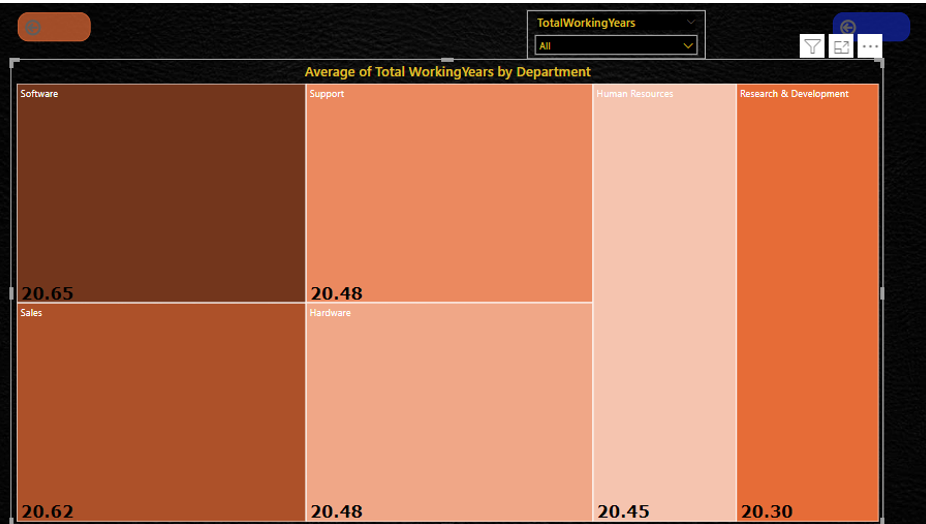 TotalWorkingYears
All
Average of Total WorkingYears by Department
Software
20.65
Support
20.48
Human Resources
20.45
Research & Development
20.30
Sales
20.62
Hardware
20.48